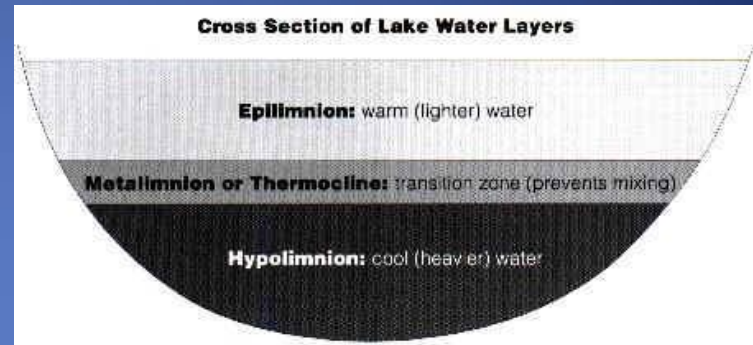 Cross Section of Lake Water Layers
Epilimnion: warm (lighter) water
Metalimnion or Thermocline: transition zone (prevents mixing)
Hypolimnion: cool (heavier) water